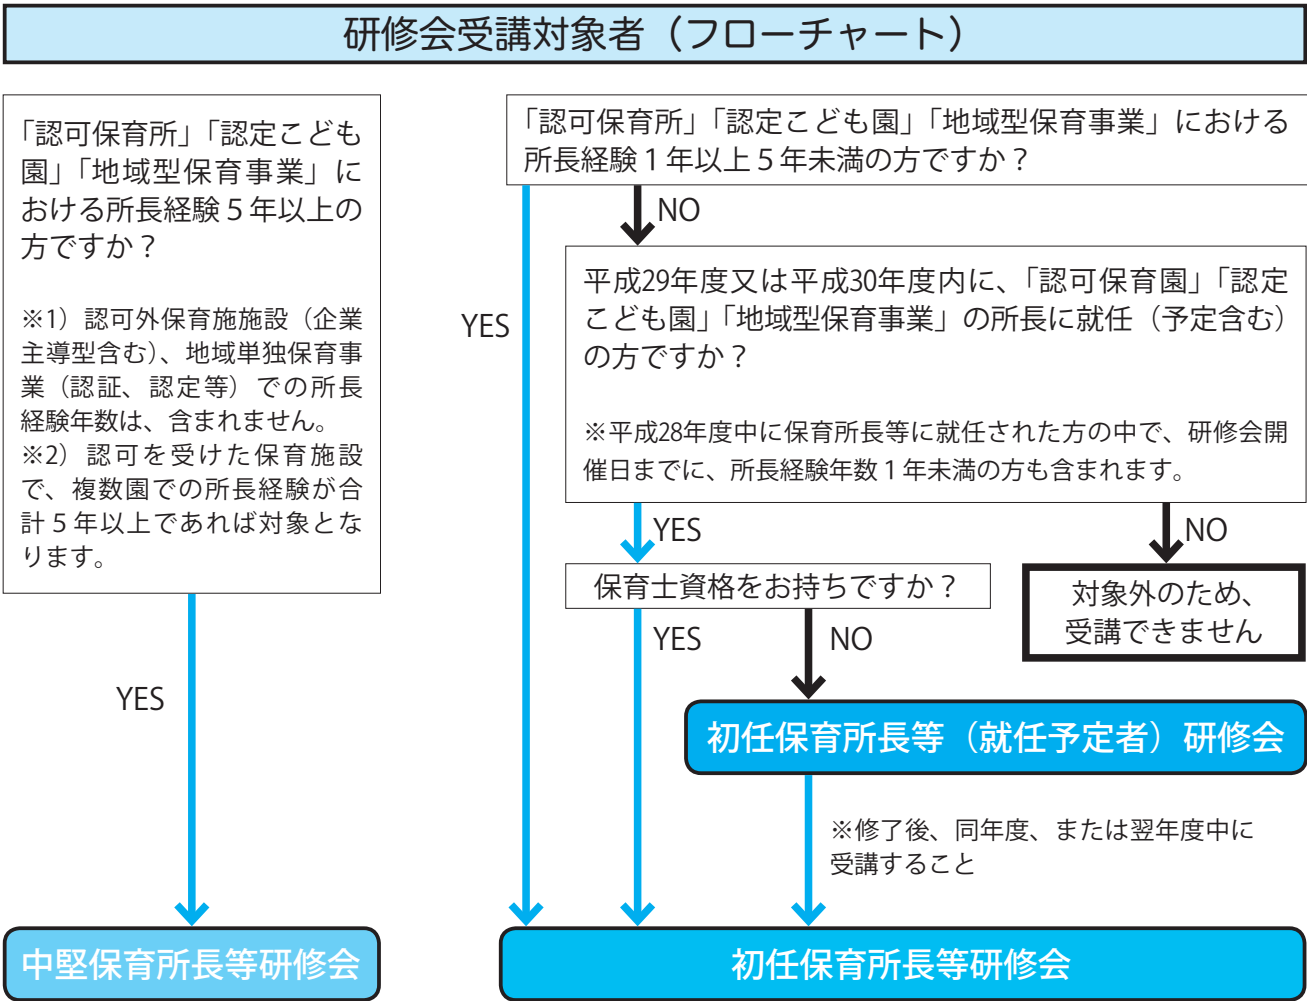 研修会受講対象者（フローチャート）
「認可保育所」「認定こども
園」「地域型保育事業」に
おける所長経験５年以上の
方ですか？
※1）認可外保育施施設（企業
主導型含む）、地域単独保育事
業（認証、認定等）での所長
経験年数は、含まれません。
※2）認可を受けた保育施設
で、複数園での所長経験が合
計５年以上であれば対象とな
ります。
YES
中堅保育所長等研修会
「認可保育所」「認定こども園」「地域型保育事業」における
所長経験１年以上５年未満の方ですか？
YES
NO
平成29年度又は平成30年度内に、「認可保育園」「認定
こども園」「地域型保育事業」の所長に就任（予定含む）
の方ですか？
※平成28年度中に保育所長等に就任された方の中で、研修会開
催日までに、所長経験年数１年未満の方も含まれます。
YES
NO
保育士資格をお持ちですか？
対象外のため、
受講できません
YES
NO
初任保育所長等（就任予定者）研修会
※修了後、同年度、または翌年度中に
受講すること
初任保育所長等研修会